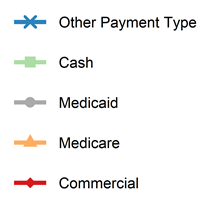 Other Payment Type
Cash
Medicaid
Medicare
Commercial